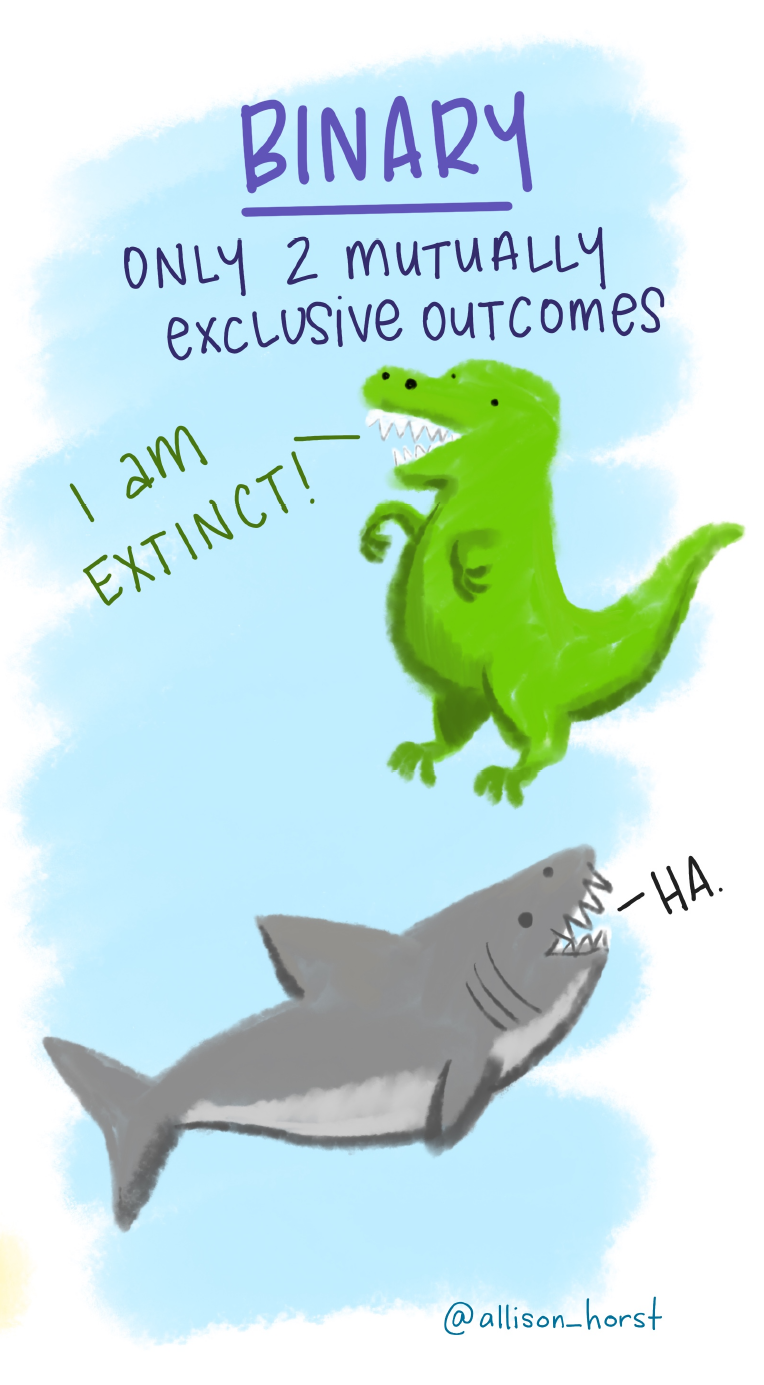 BINARY
ONLY 2 MUTUALLY
EXCLUSIVE OUTCOMES
I am
EXTINCT!
HA.
@allison_horst